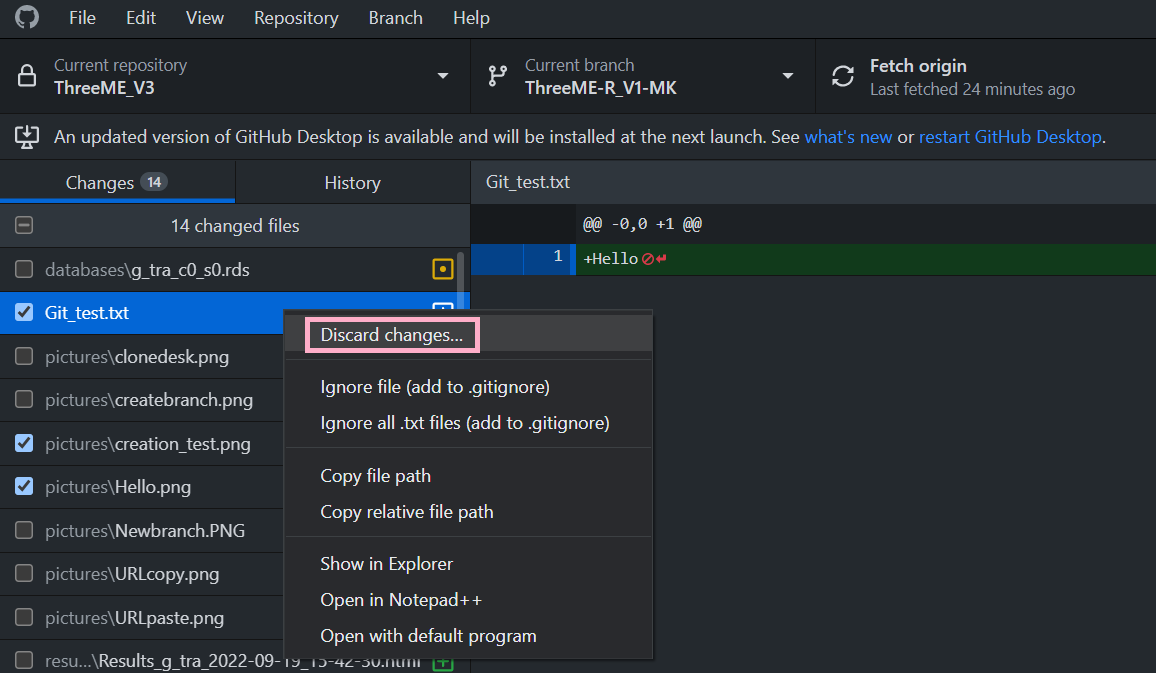 File Edit View Repository Branch Help
Current repository
ThreeME_V3
Current branch
ThreeME-R_V1-MK
Fetch origin
Last fetched 24 minutes ago
An updated version of GitHub Desktop is available and will be installed at the next launch. See what's new or restart GitHub Desktop.
Changes 14
History
14 changed files
databases\g_tra_c0_s0.rds
Git_test.txt
pictures\clonedesk.png
pictures\createbranch.png
pictures\creation_test.png
pictures\Hello.png
pictures\Newbranch.PNG
pictures\URLcopy.png
pictures\URLpaste.png
resu...\Results_g_tra_2022-09-19_15-42-30.html
Git_test.txt
@@ -0,0 +1 @@
1 +Hello
Discard changes...
Ignore file (add to .gitignore)
Ignore all .txt files (add to .gitignore)
Copy file path
Copy relative file path
Show in Explorer
Open in Notepad++
Open with default program